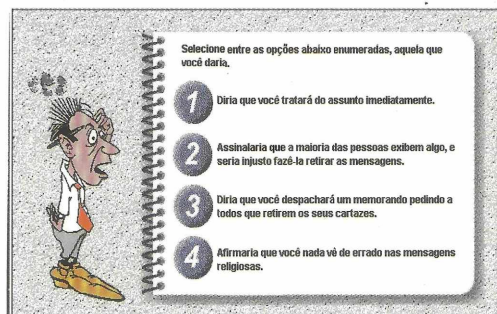 Selecione entre as opções abaixo enumeradas, aquela que
você daria.
1 Diria que você tratará do assunto imediatamente.
2 Assinalaria que a maioria das pessoas exibem algo, e
seria injusto fazê-la retirar as mensagens.
3 Diria que você despachará um memorando pedindo a
todos que retirem os seus cartazes.
4 Afirmaria que você nada vê de errado nas mensagens
religiosas.